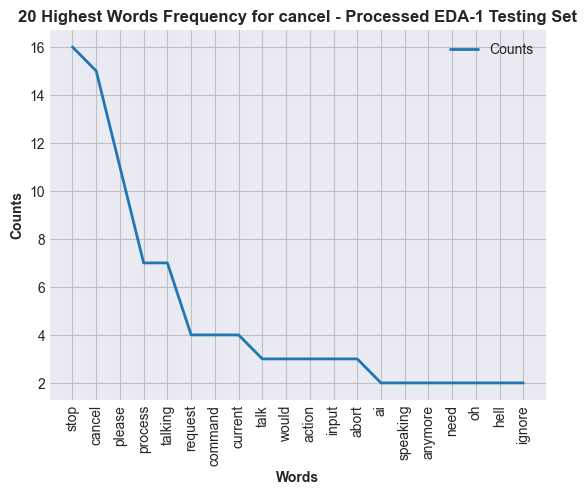 20 Highest Words Frequency for cancel - Processed EDA-1 Testing Set
Counts
16
14
12
10
8
6
4
2
Counts
stop
cancel
please
process
talking
request
command
current
talk
would
action
input
abort
ai
speaking
anymore
need
oh
hell
ignore
Words